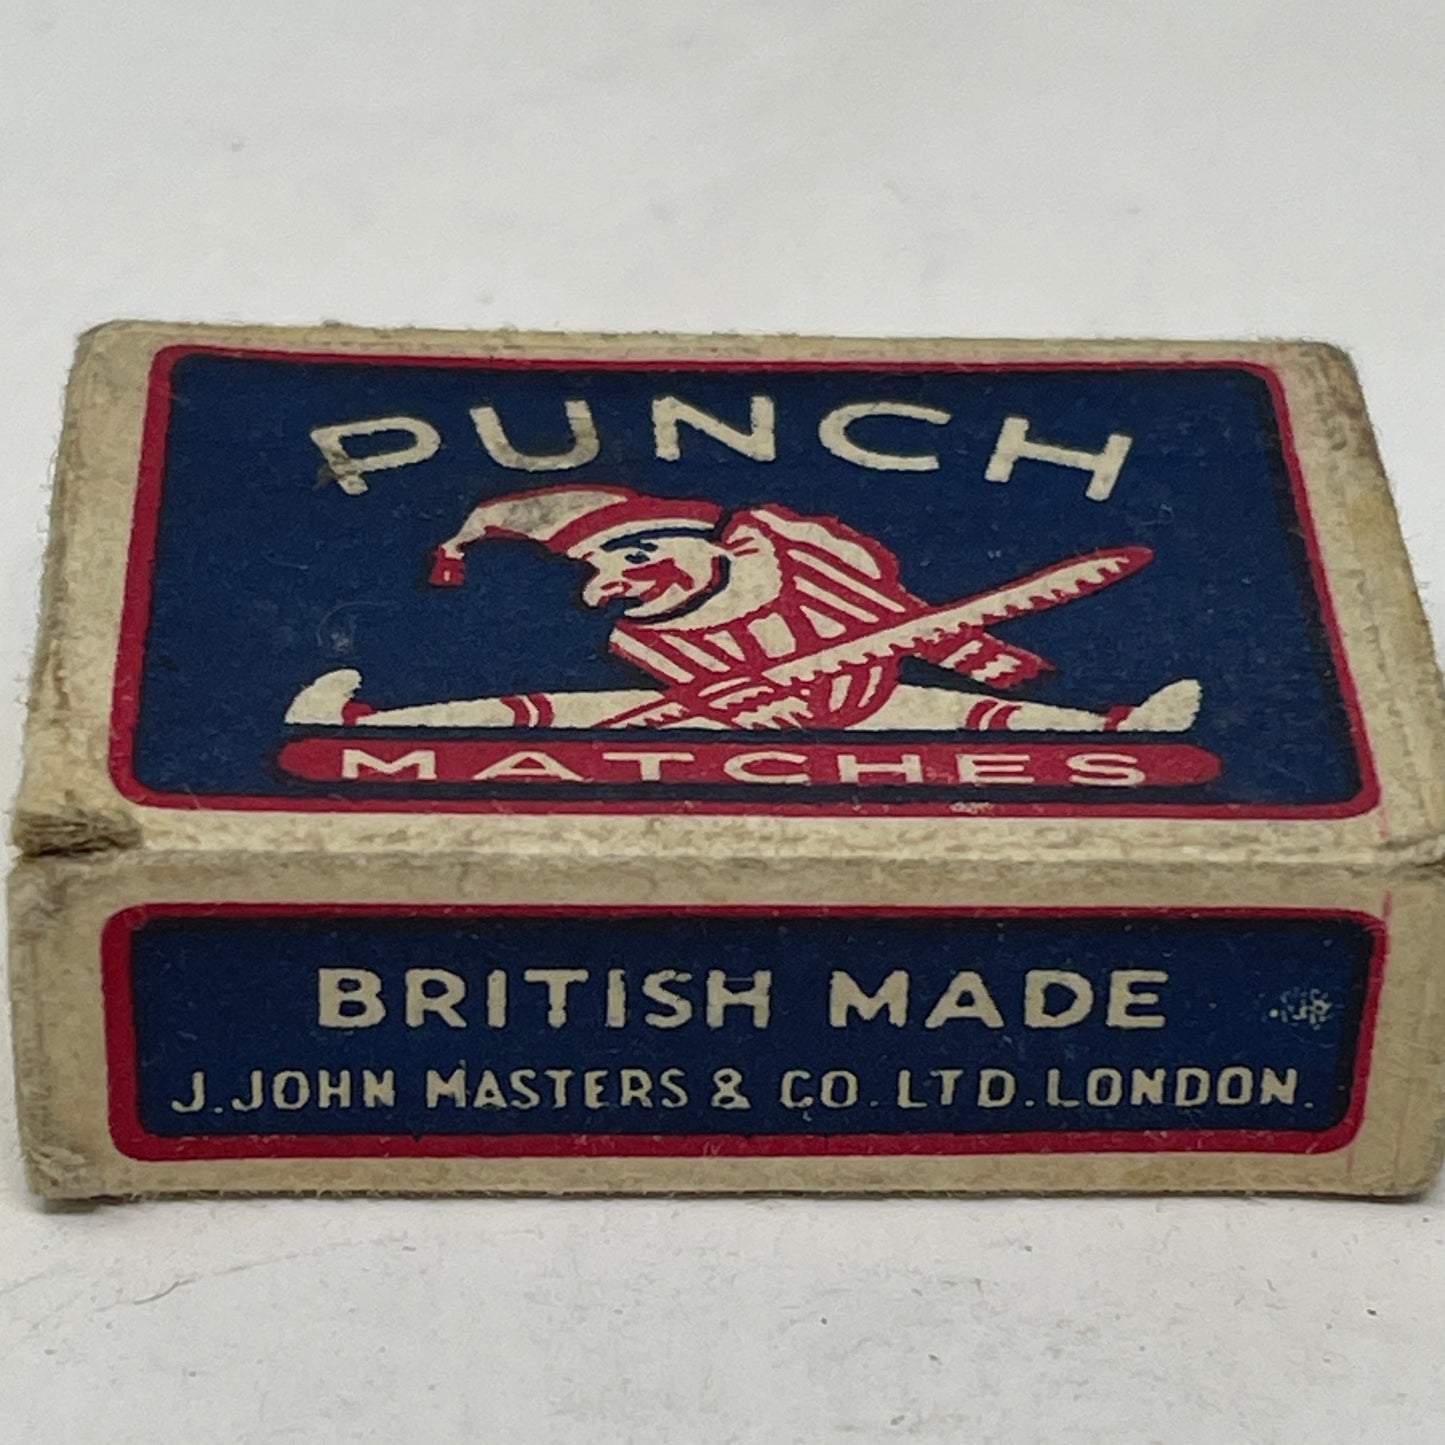 PUNCH
MATCHES
BRITISH MADE
J. JOHN MASTERS & CO. LTD. LONDON.